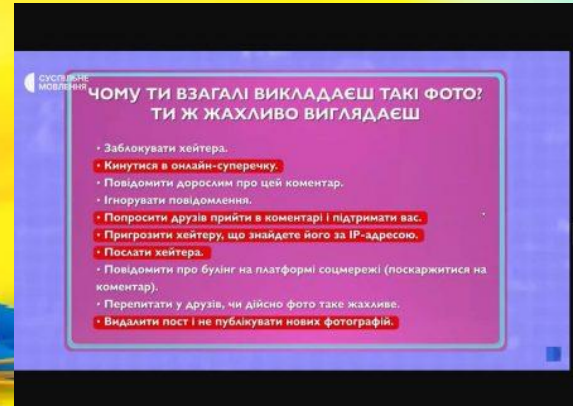 СУСПІЛЬНЕ
МОВЛЕННЯ
ЧОМУ ТИ ВЗАГАЛІ ВИКЛАДАЄШ ТАКІ ФОТО?
ТИ Ж ЖАХЛИВО ВИГЛЯДАЄШ
• Заблокувати хейтера.
• Кинутися в онлайн-суперечку.
• Повідомити дорослим про цей коментар.
• Ігнорувати повідомлення.
• Попросити друзів прийти в коментарі і підтримати вас.
• Пригрозити хейтеру, що знайдете його за IP-адресою.
• Послати хейтера.
• Повідомити про булінг на платформі соцмережі (поскаржитися на
коментар).
• Перепитати у друзів, чи дійсно фото таке жахливе.
• Видалити пост і не публікувати нових фотографій.